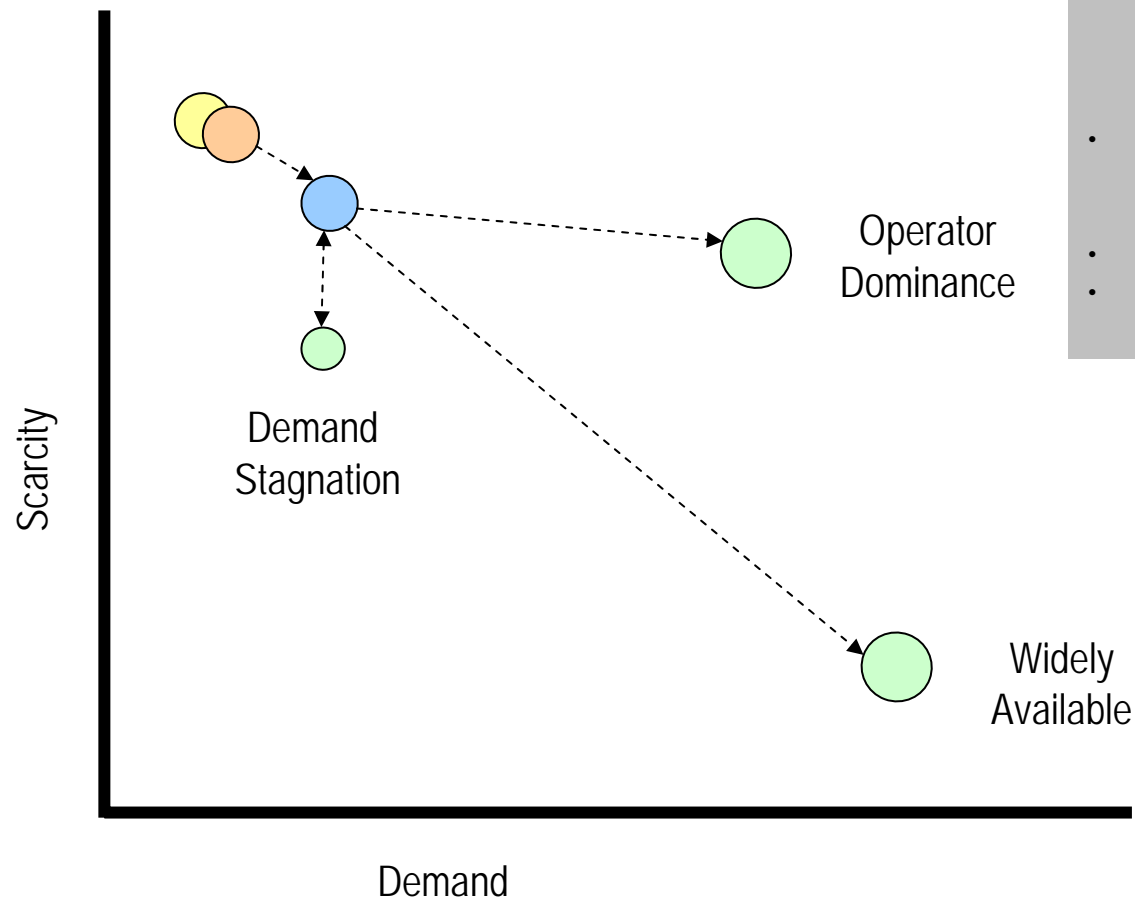 Operator
Dominance
Demand
Stagnation
Scarcity
Widely
Available
Demand